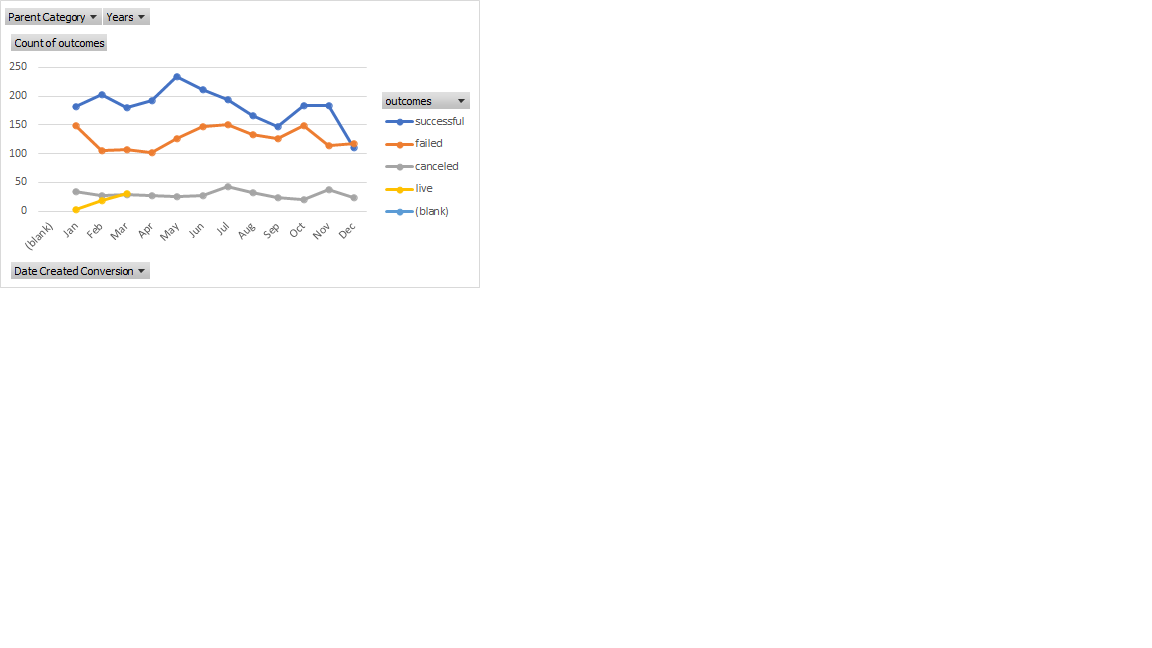 Parent Category Years
Count of outcomes
250
200
150
100
50
0
(blank) Jan Feb Mar Apr May Jun Jul Aug Sep Oct Nov Dec
outcomes
successful
failed
canceled
live
(blank)
Date Created Conversion